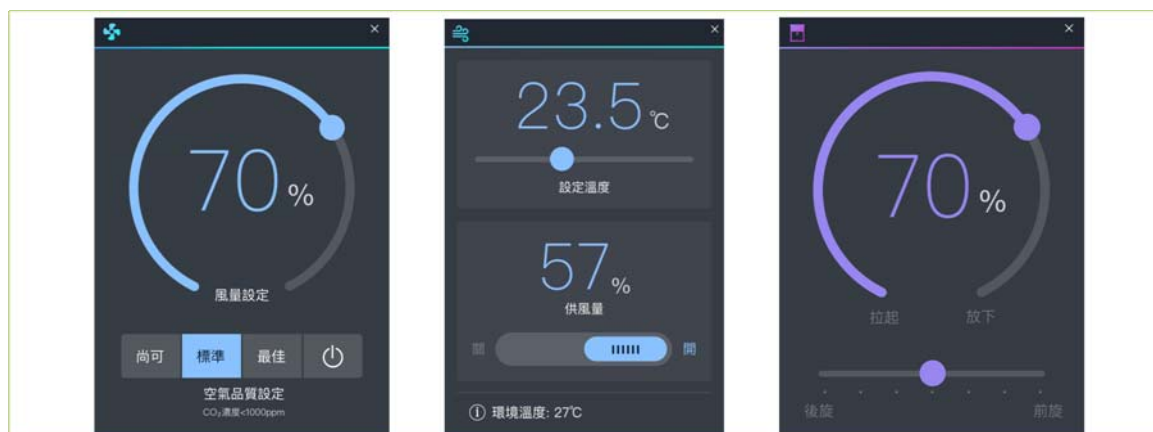 ×
70%
風量設定
尚可 標準 最佳
空氣品質設定
CO₂濃度<1000ppm
×
23.5℃
設定溫度
57%
供風量
關 開
環境溫度: 27℃
×
70%
拉起 放下
後旋 前旋